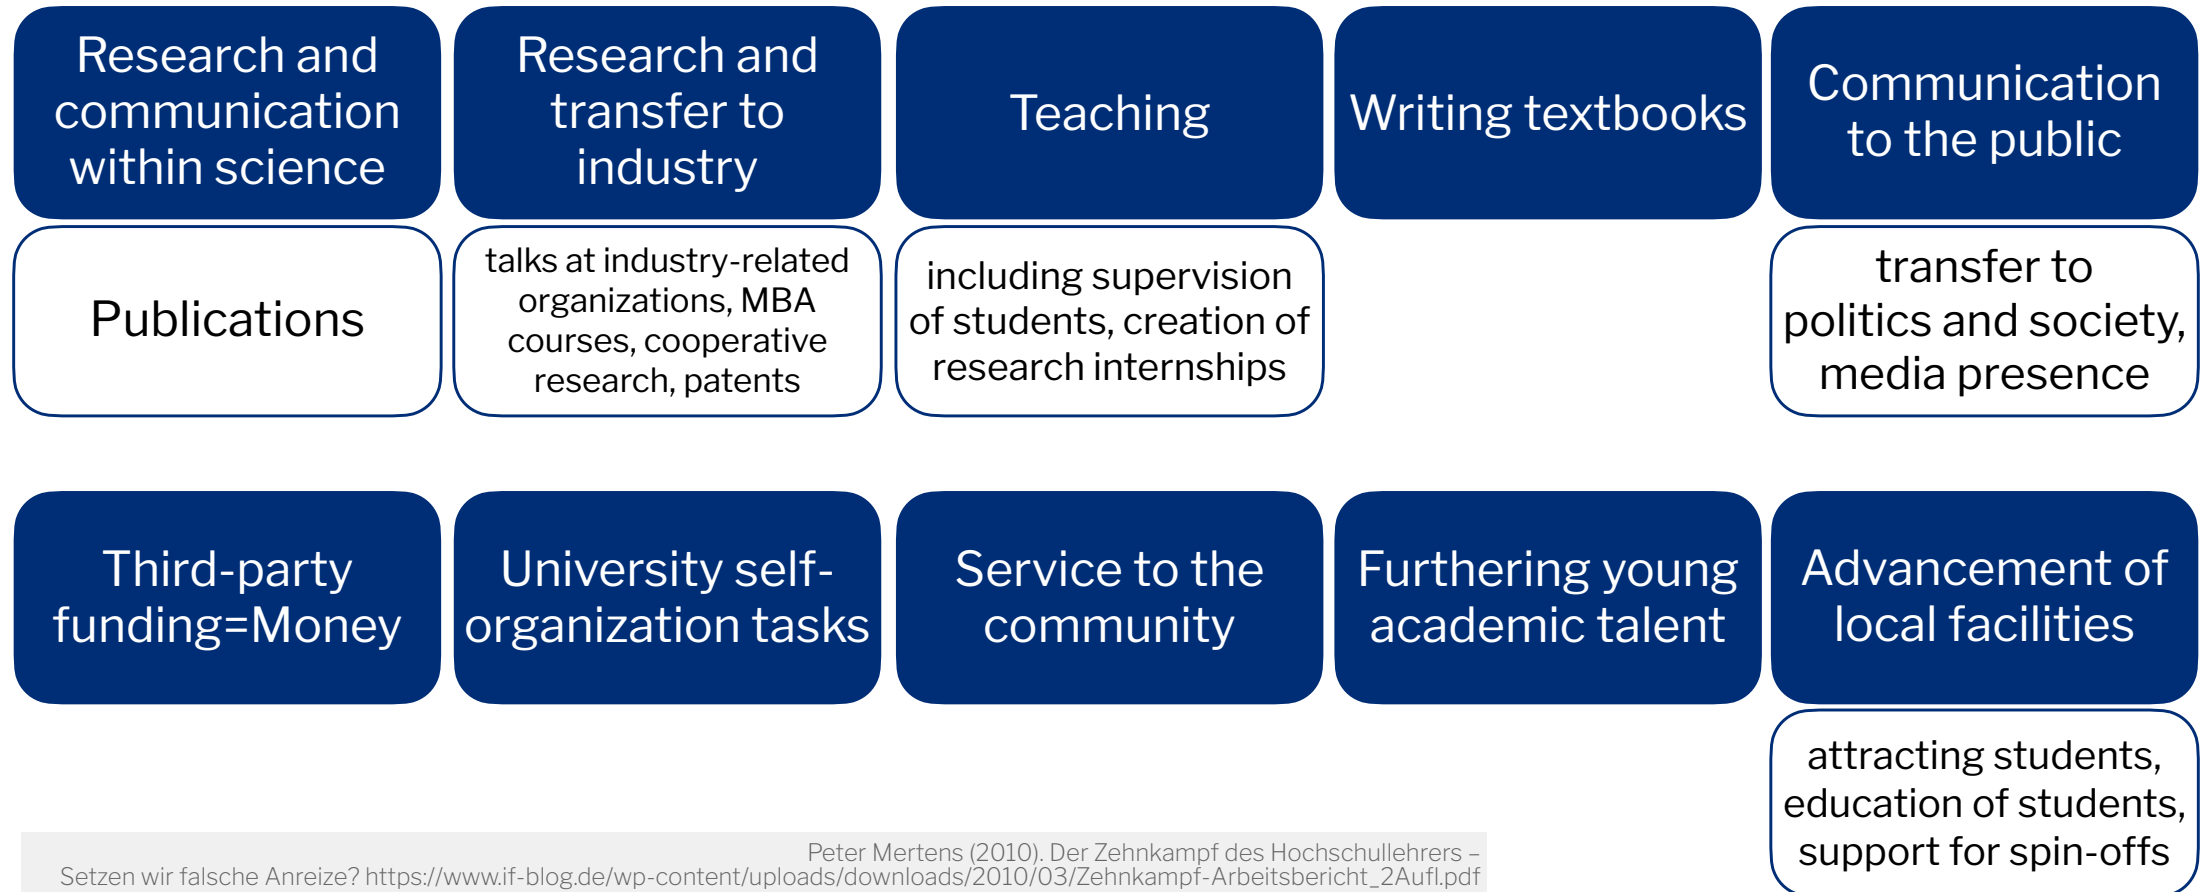 Research and
communication
within science
Publications
Research and
transfer to
industry
talks at industry-related
organizations, MBA
courses, cooperative
research, patents
Teaching
including supervision
of students, creation of
research internships
Writing textbooks
Communication
to the public
transfer to
politics and society,
media presence
Third-party
funding=Money
University self-
organization tasks
Service to the
community
Furthering young
academic talent
Advancement of
local facilities
attracting students,
education of students,
support for spin-offs
Peter Mertens (2010). Der Zehnkampf des Hochschullehrers –
Setzen wir falsche Anreize? https://www.if-blog.de/wp-content/uploads/downloads/2010/03/Zehnkampf-Arbeitsbericht_2Aufl.pdf